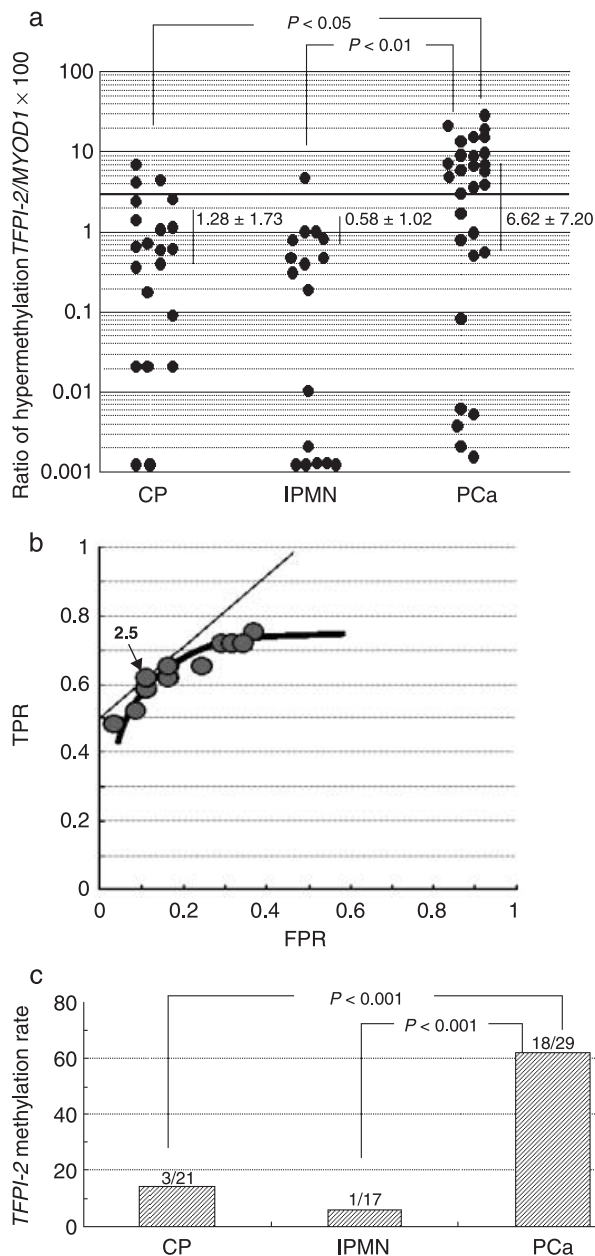 a
P < 0.05
P < 0.01
Ratio of hypermethylation TFPI-2/MYOD1 × 100
100
10
1
0.1
0.01
0.001
1.28 ± 1.73
0.58 ± 1.02
6.62 ± 7.20
CP IPMN PCa
b
TPR
1
0.8
0.6
0.4
0.2
0
2.5
0 0.2 0.4 0.6 0.8 1
FPR
c
TFPI-2 methylation rate
80
60
40
20
0
P < 0.001
P < 0.001
3/21
1/17
18/29
CP IPMN PCa